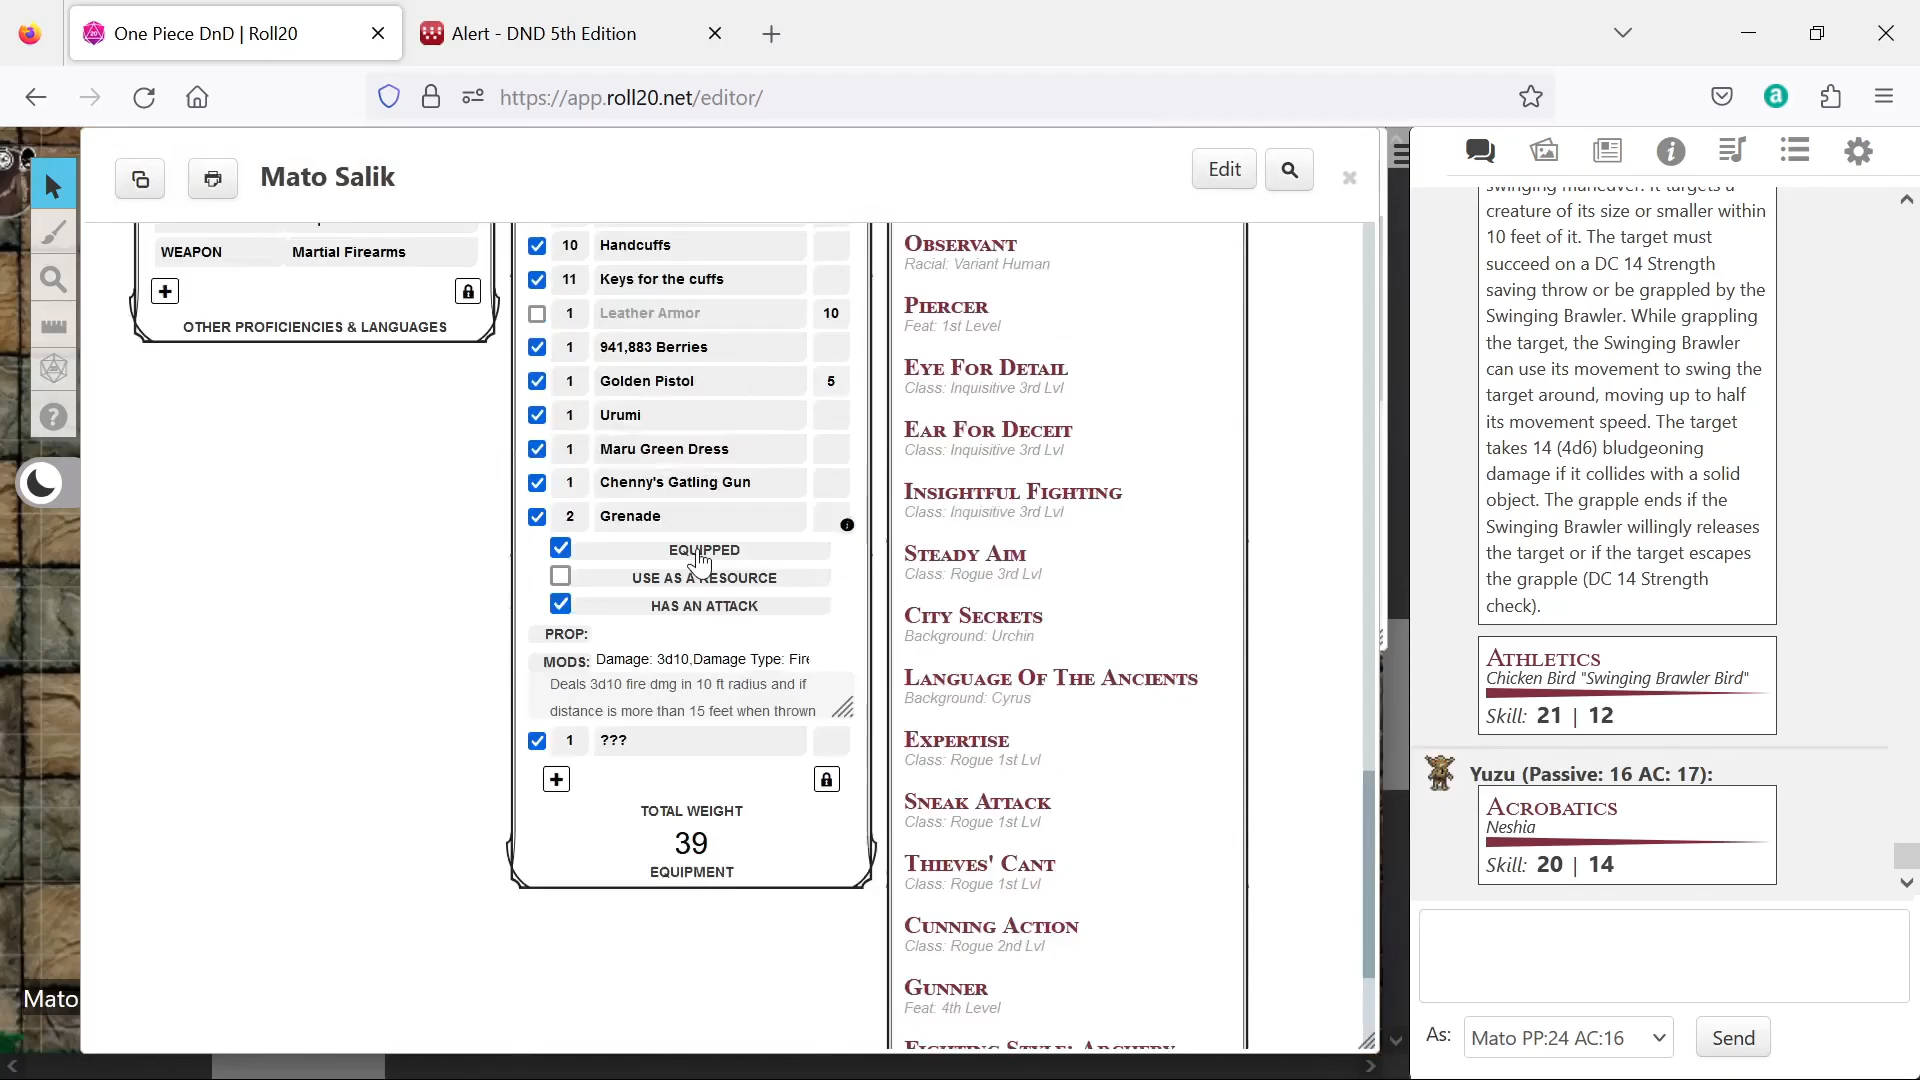 One Piece DnD | Roll20
Alert - DND 5th Edition
https://app.roll20.net/editor/
Mato Salik
Edit
WEAPON Martial Firearms
OTHER PROFICIENCIES & LANGUAGES
10 Handcuffs
11 Keys for the cuffs
1 Leather Armor 10
1 941,883 Berries
1 Golden Pistol 5
1 Urumi
1 Maru Green Dress
1 Chenny's Gatling Gun
2 Grenade
EQUIPPED
USE AS A RESOURCE
HAS AN ATTACK
PROP:
MODS: Damage: 3d10,Damage Type: Fire
Deals 3d10 fire dmg in 10 ft radius and if
distance is more than 15 feet when thrown
1 ???
TOTAL WEIGHT
39
EQUIPMENT
OBSERVANT
Racial: Variant Human
PIERCER
Feat: 1st Level
EYE FOR DETAIL
Class: Inquisitive 3rd Lvl
EAR FOR DECEIT
Class: Inquisitive 3rd Lvl
INSIGHTFUL FIGHTING
Class: Inquisitive 3rd Lvl
STEADY AIM
Class: Rogue 3rd Lvl
CITY SECRETS
Background: Urchin
LANGUAGE OF THE ANCIENTS
Background: Cyrus
EXPERTISE
Class: Rogue 1st Lvl
SNEAK ATTACK
Class: Rogue 1st Lvl
THIEVES' CANT
Class: Rogue 1st Lvl
CUNNING ACTION
Class: Rogue 2nd Lvl
GUNNER
Feat: 4th Level
FIGHTING STYLE: ARCHERY
swinging maneuver. It targets a
creature of its size or smaller within
10 feet of it. The target must
succeed on a DC 14 Strength
saving throw or be grappled by the
Swinging Brawler. While grappling
the target, the Swinging Brawler
can use its movement to swing the
target around, moving up to half
its movement speed. The target
takes 14 (4d6) bludgeoning
damage if it collides with a solid
object. The grapple ends if the
Swinging Brawler willingly releases
the target or if the target escapes
the grapple (DC 14 Strength
check).
ATHLETICS
Chicken Bird "Swinging Brawler Bird"
Skill: 21 | 12
Yuzu (Passive: 16 AC: 17):
ACROBATICS
Neshia
Skill: 20 | 14
As: Mato PP:24 AC:16 Send
Mato